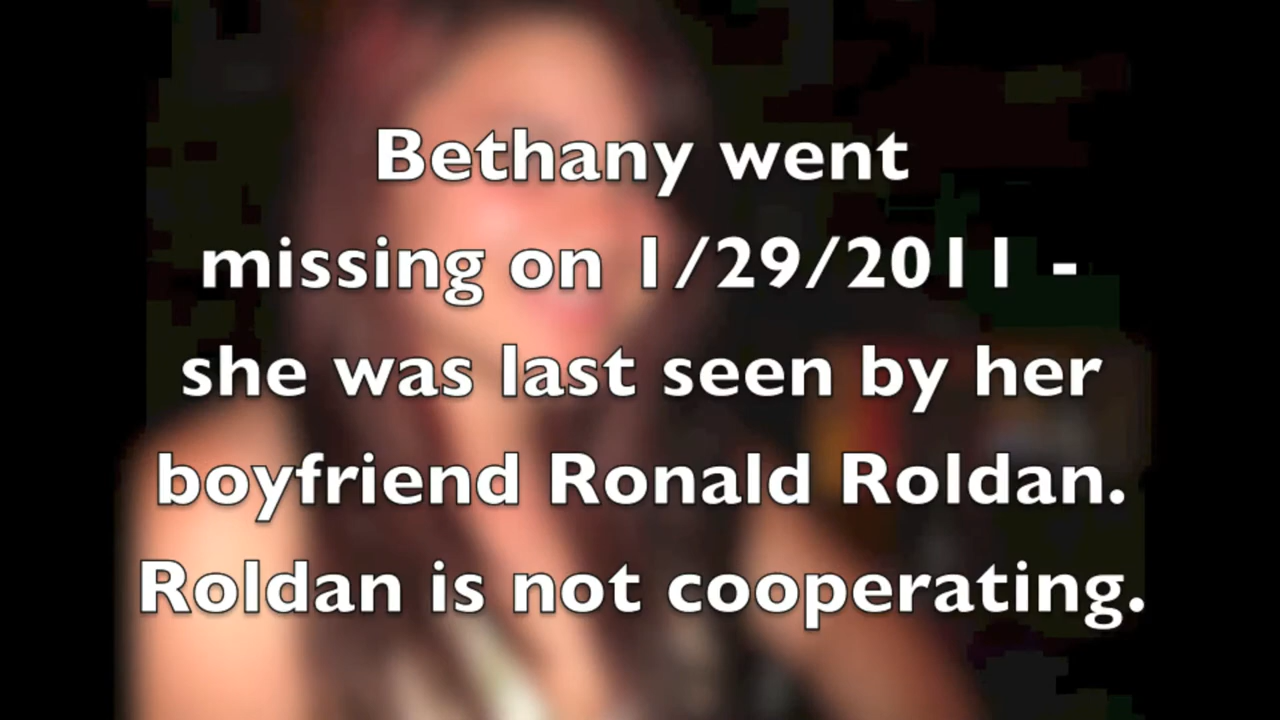 Bethany went
missing on 1/29/2011 -
she was last seen by her
boyfriend Ronald Roldan.
Roldan is not cooperating.